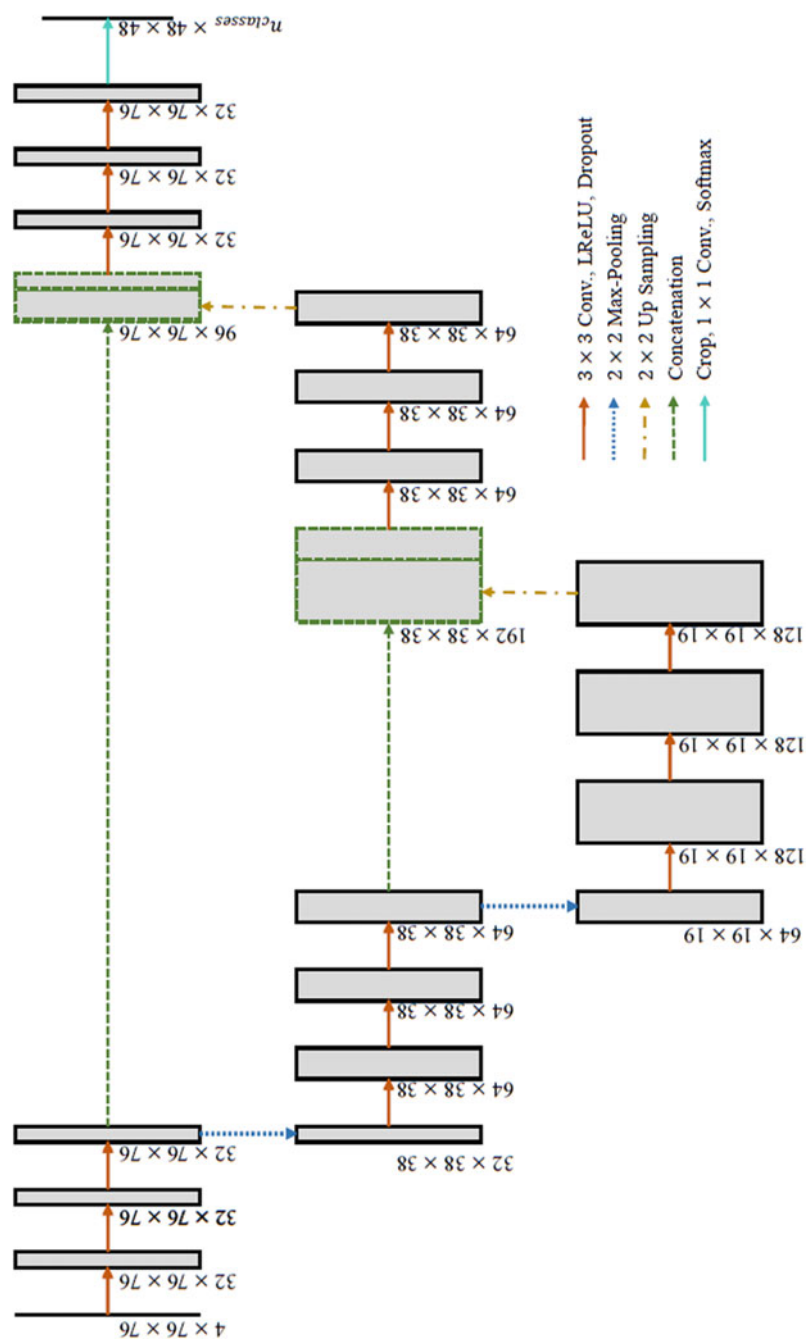 4 × 76 × 76
32 × 76 × 76
32 × 76 × 76
32 × 76 × 76
96 × 76 × 76
32 × 76 × 76
32 × 76 × 76
32 × 76 × 76
n_classes × 48 × 48
32 × 38 × 38
64 × 38 × 38
64 × 38 × 38
64 × 38 × 38
192 × 38 × 38
64 × 38 × 38
64 × 38 × 38
64 × 38 × 38
64 × 19 × 19
128 × 19 × 19
128 × 19 × 19
128 × 19 × 19
3 × 3 Conv., LReLU, Dropout
2 × 2 Max-Pooling
2 × 2 Up Sampling
Concatenation
Crop, 1 × 1 Conv., Softmax